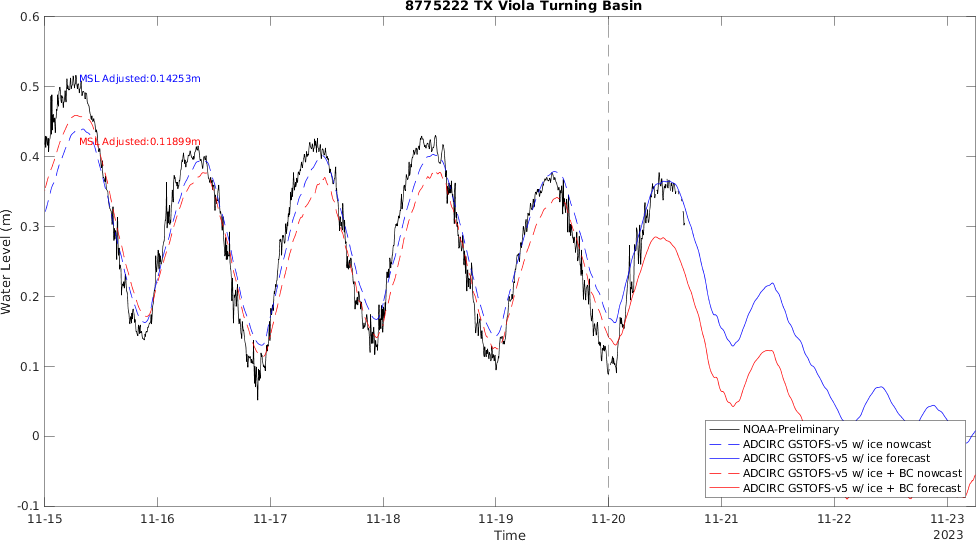 8775222 TX Viola Turning Basin
0.6
0.5
0.4
0.3
0.2
0.1
0
-0.1
Water Level (m)
MSL Adjusted:0.14253m
MSL Adjusted:0.11899m
NOAA-Preliminary
ADCIRC GSTOFS-v5 w/ ice nowcast
ADCIRC GSTOFS-v5 w/ ice forecast
ADCIRC GSTOFS-v5 w/ ice + BC nowcast
ADCIRC GSTOFS-v5 w/ ice + BC forecast
11-15 11-16 11-17 11-18 11-19 11-20 11-21 11-22 11-23
Time
2023